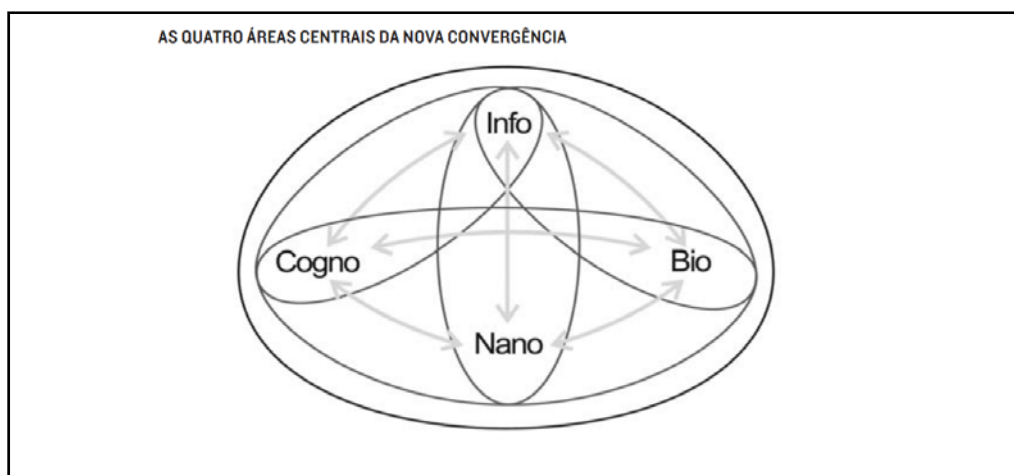 AS QUATRO ÁREAS CENTRAIS DA NOVA CONVERGÊNCIA
Info
Cogno
Bio
Nano